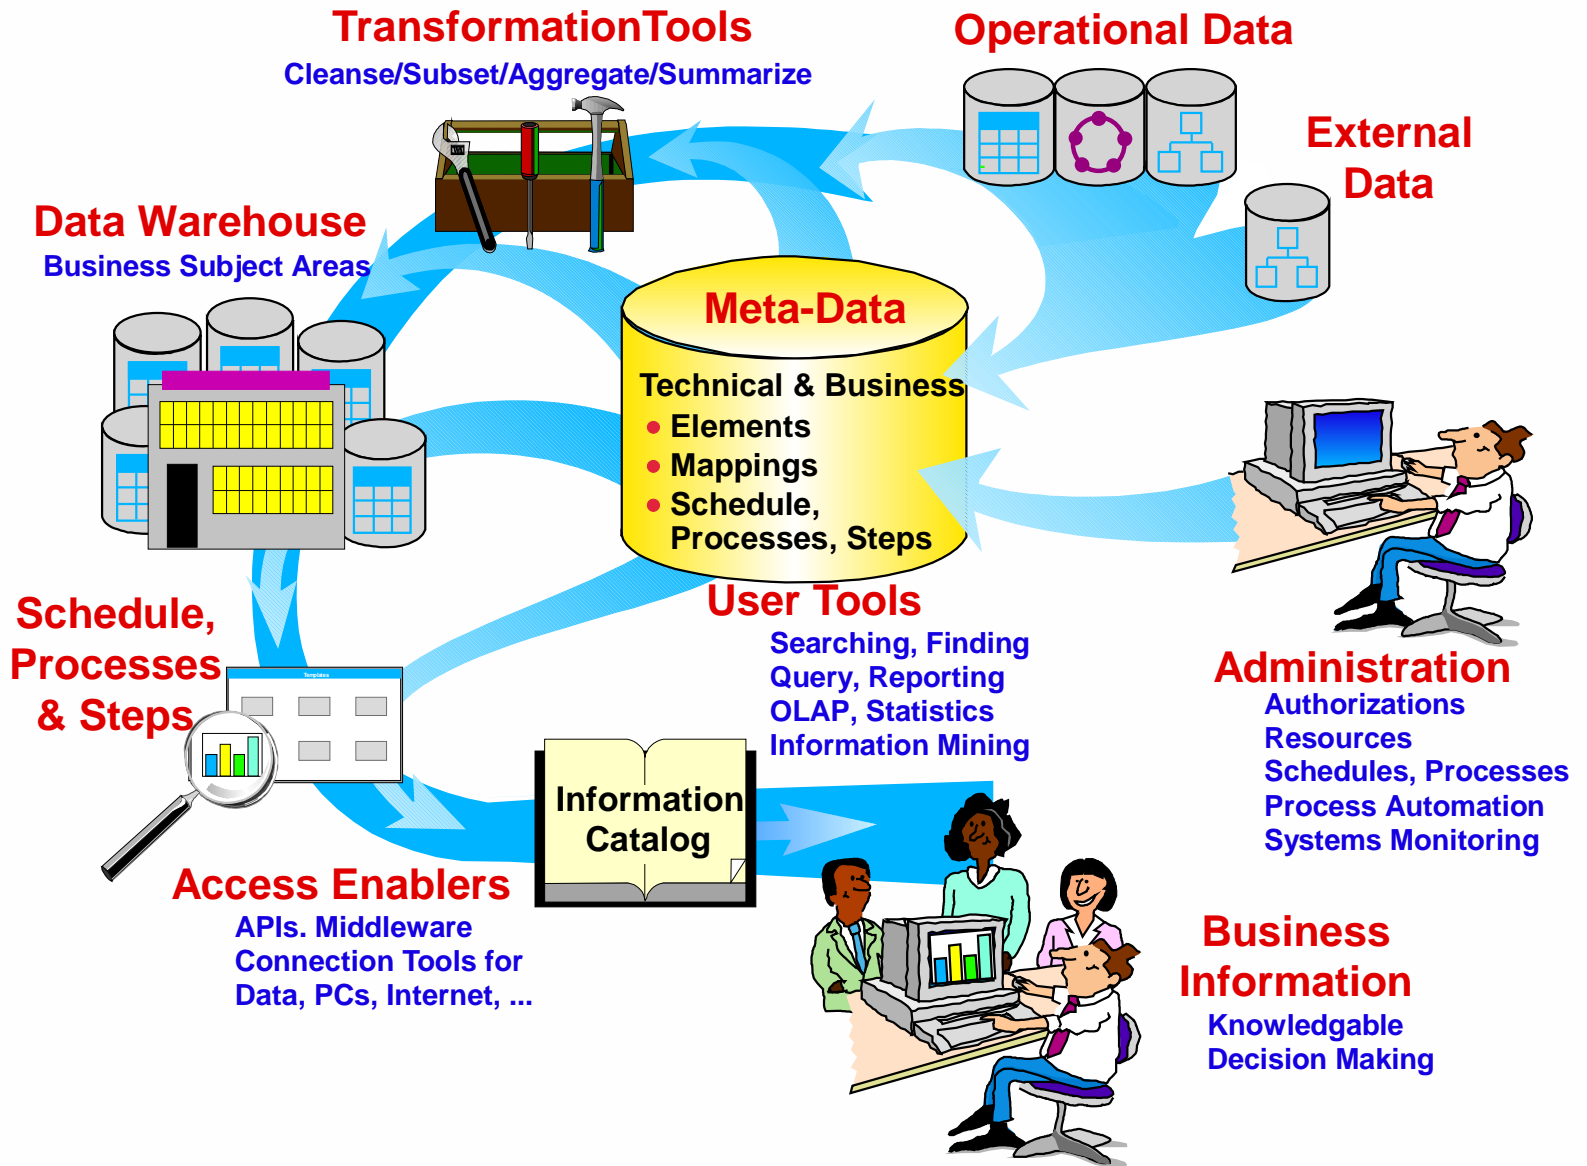 TransformationTools
Cleanse/Subset/Aggregate/Summarize
Operational Data
External
Data
Data Warehouse
Business Subject Areas
Meta-Data
Technical & Business
• Elements
• Mappings
• Schedule,
Processes, Steps
Schedule,
Processes
& Steps
Templates
User Tools
Searching, Finding
Query, Reporting
OLAP, Statistics
Information Mining
Administration
Authorizations
Resources
Schedules, Processes
Process Automation
Systems Monitoring
Information
Catalog
Access Enablers
APIs. Middleware
Connection Tools for
Data, PCs, Internet, ...
Business
Information
Knowledgable
Decision Making